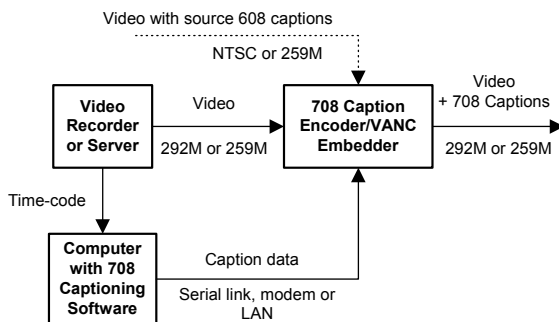 Video with source 608 captions
NTSC or 259M
Video
Recorder
or Server
Video
292M or 259M
708 Caption
Encoder/VANC
Embedder
Video
+ 708 Captions
292M or 259M
Time-code
Computer
with 708
Captioning
Software
Caption data
Serial link, modem or
LAN